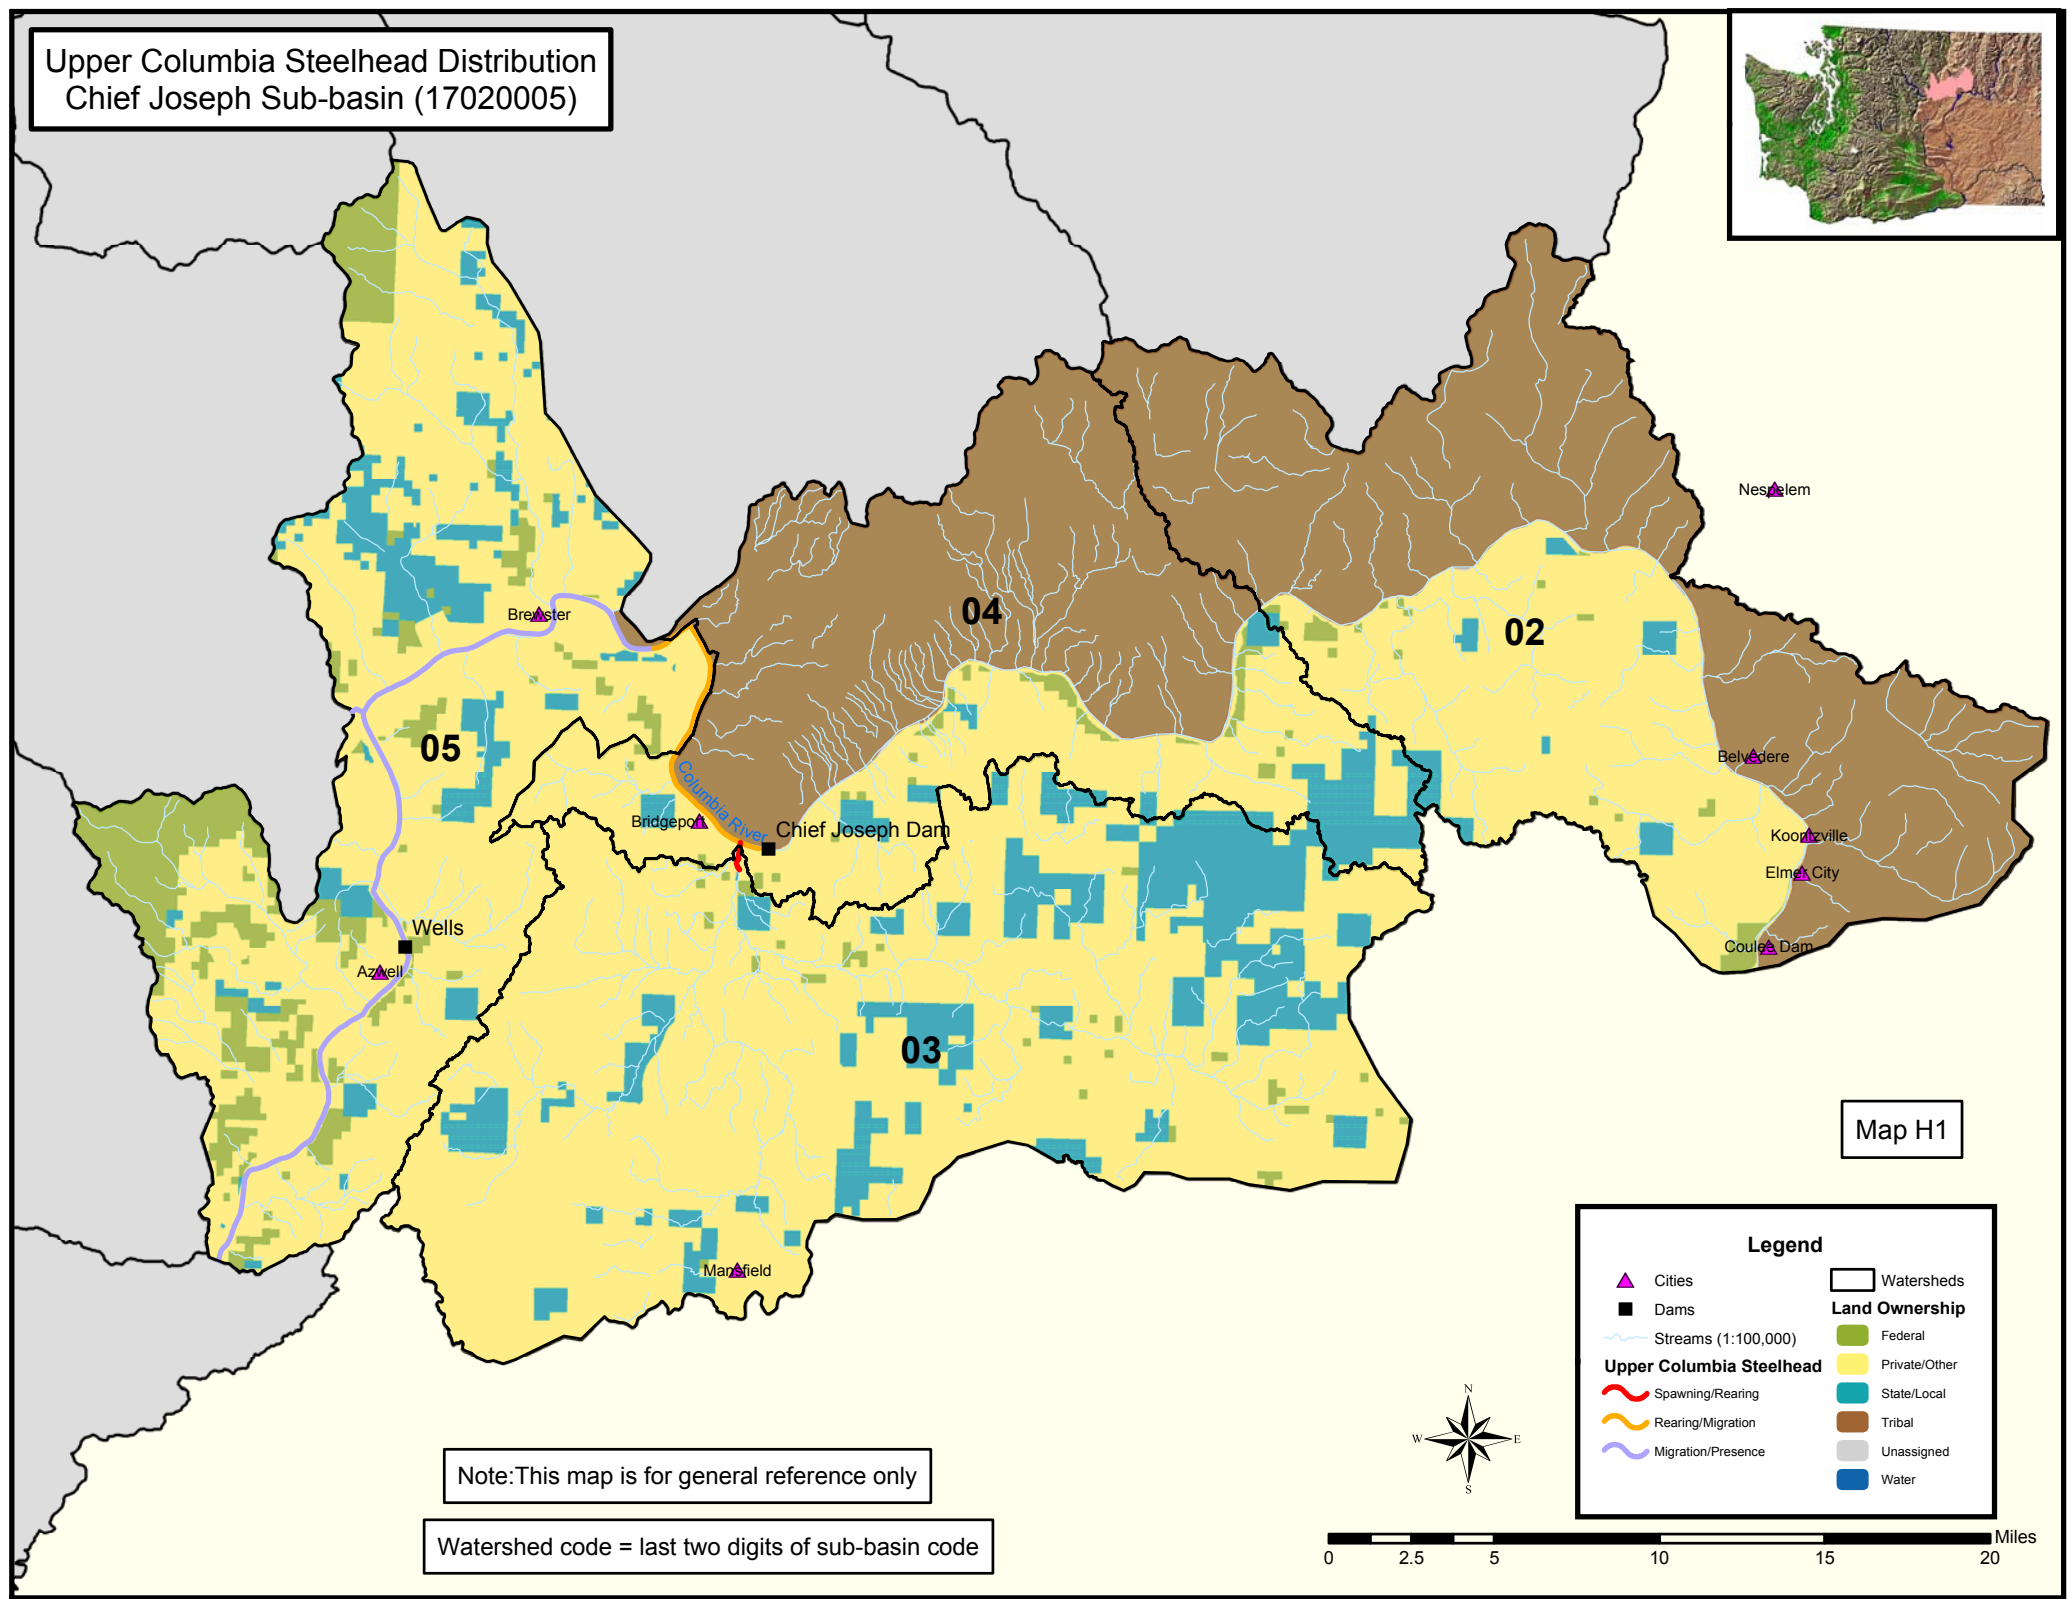 Upper Columbia Steelhead Distribution
Chief Joseph Sub-basin (17020005)
Nespelem
04
Brewster
02
05
Belvedere
Columbia River
Bridgeport
Chief Joseph Dam
Koontzville
Elmer City
Wells
Coulee Dam
Azwell
03
Map H1
Mansfield
Legend
Cities
Watersheds
Dams
Land Ownership
Streams (1:100,000)
Federal
Upper Columbia Steelhead
Private/Other
Spawning/Rearing
State/Local
Rearing/Migration
Tribal
Migration/Presence
Unassigned
Water
N
W
E
S
Note:This map is for general reference only
Watershed code = last two digits of sub-basin code
Miles
0 2.5 5 10 15 20